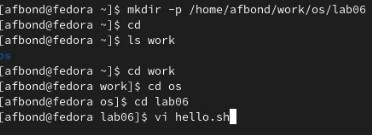 [afbond@fedora ~]$ mkdir -p /home/afbond/work/os/lab06
[afbond@fedora ~]$ cd
[afbond@fedora ~]$ ls work
os
[afbond@fedora ~]$ cd work
[afbond@fedora work]$ cd os
[afbond@fedora os]$ cd lab06
[afbond@fedora lab06]$ vi hello.sh